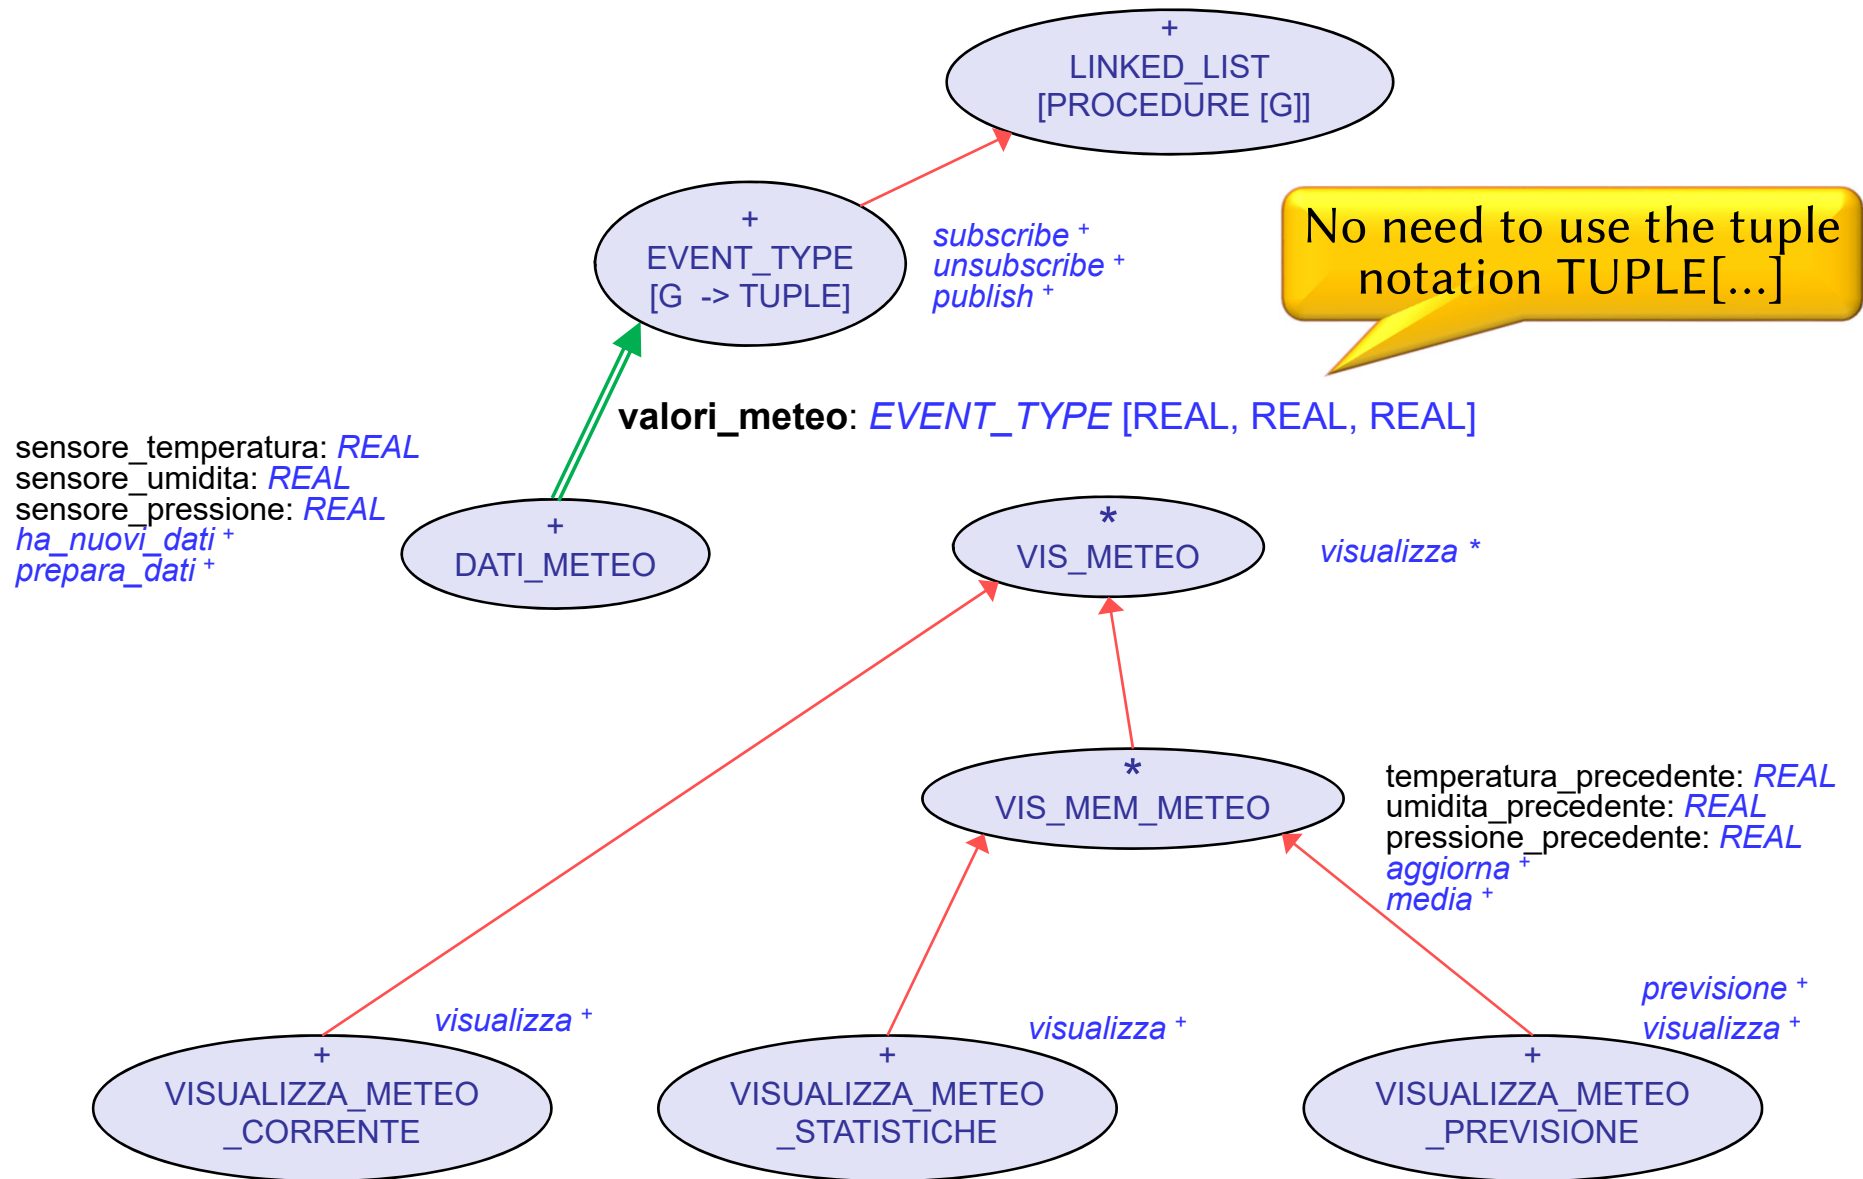 +
LINKED_LIST
[PROCEDURE [G]]
+
EVENT_TYPE
[G -> TUPLE]
subscribe +
unsubscribe +
publish +
No need to use the tuple
notation TUPLE[...]
valori_meteo: EVENT_TYPE [REAL, REAL, REAL]
sensore_temperatura: REAL
sensore_umidita: REAL
sensore_pressione: REAL
ha_nuovi_dati +
prepara_dati +
+
DATI_METEO
*
VIS_METEO
visualizza *
*
VIS_MEM_METEO
temperatura_precedente: REAL
umidita_precedente: REAL
pressione_precedente: REAL
aggiorna +
media +
visualizza +
+
VISUALIZZA_METEO
_CORRENTE
visualizza +
+
VISUALIZZA_METEO
_STATISTICHE
previsione +
visualizza +
+
VISUALIZZA_METEO
_PREVISIONE